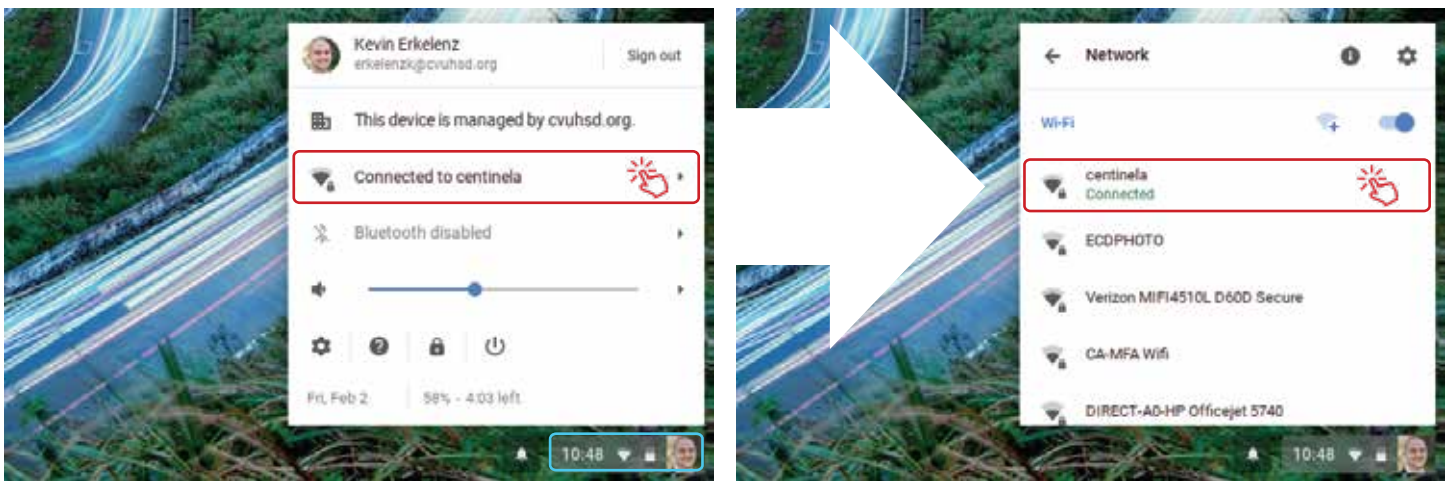 Kevin Erkelenz
erkelenzk@cvuhsd.org
Sign out
This device is managed by cvuhsd.org.
Connected to centinela
Bluetooth disabled
Fri, Feb 2
58% - 4:03 left
10:48
Network
Wi-Fi
centinela
Connected
ECDPHOTO
Verizon MIFI4510L D60D Secure
CA-MFA Wifi
DIRECT-A0-HP Officejet 5740
10:48